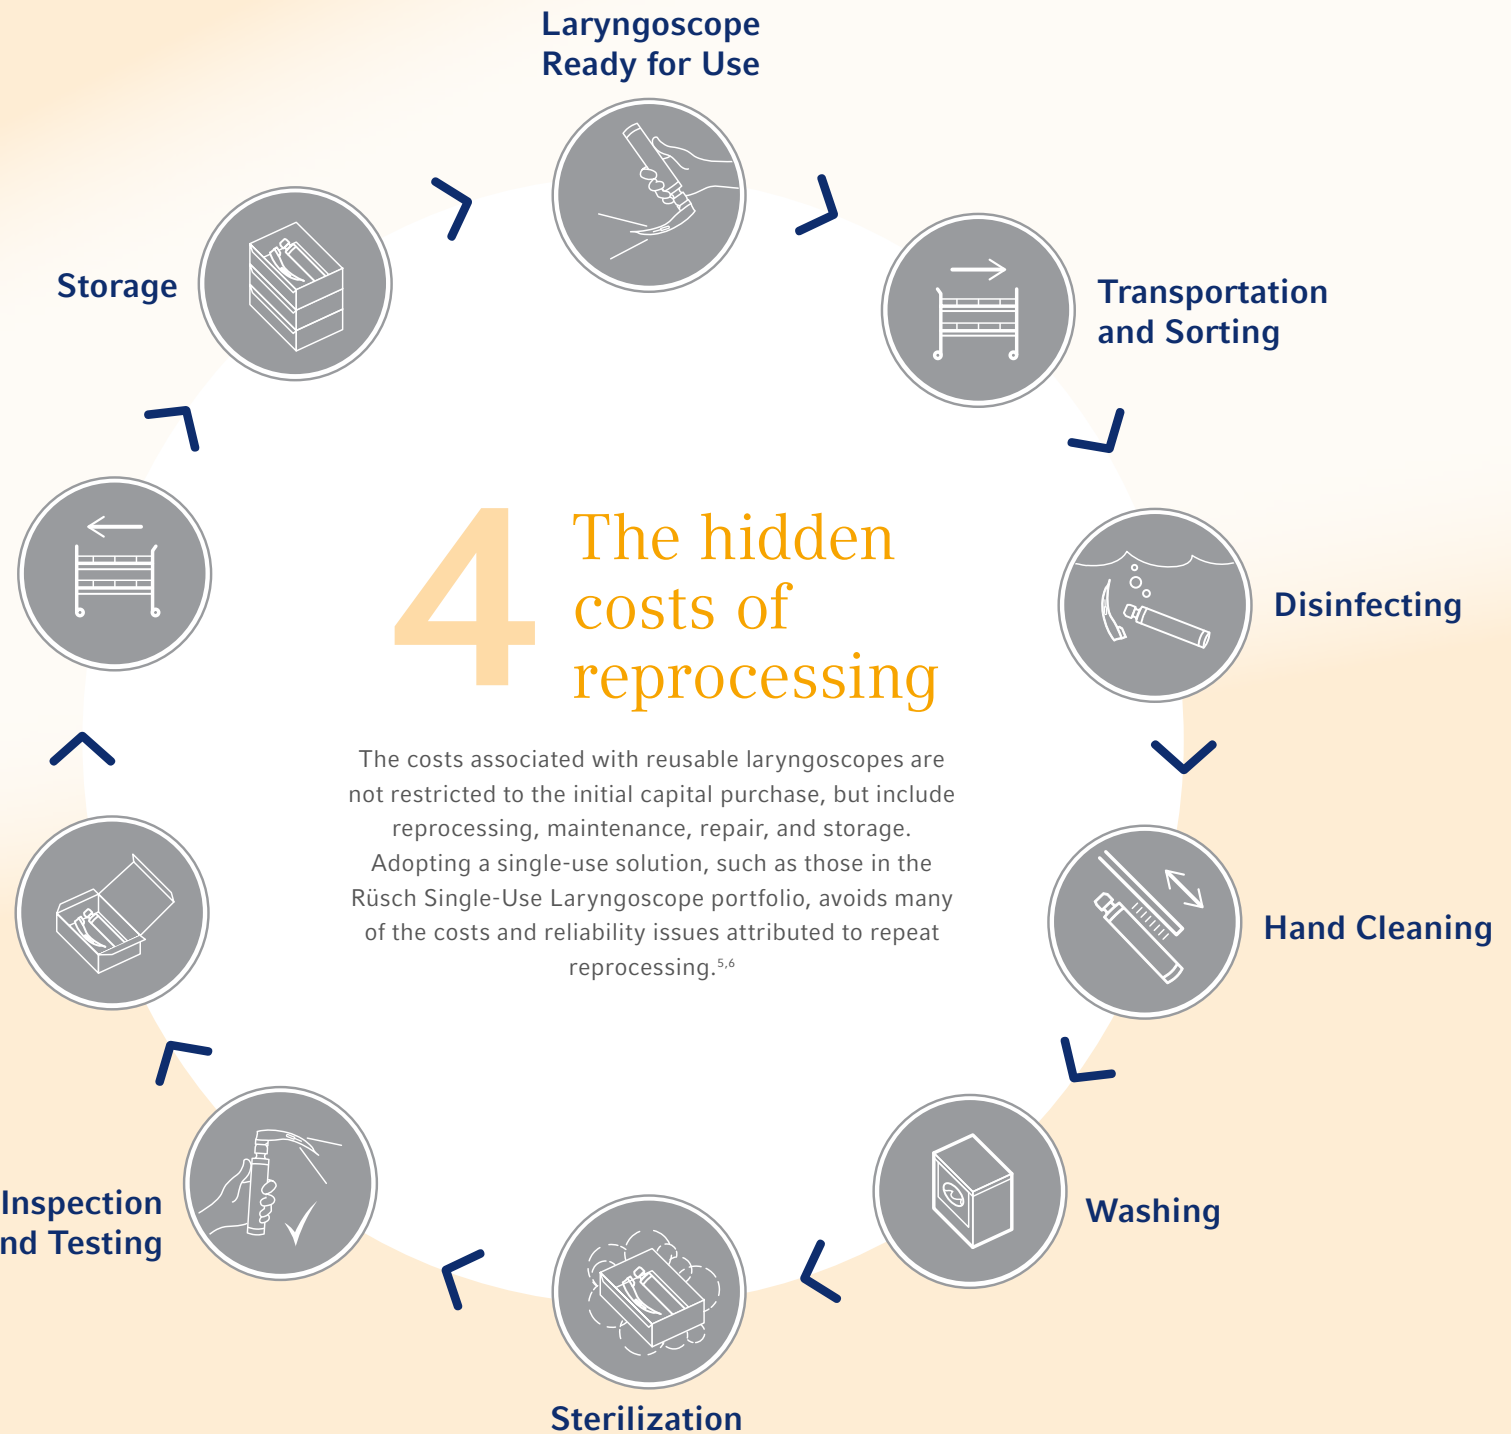 Laryngoscope
Ready for Use
Storage
Transportation
and Sorting
4
The hidden
costs of
reprocessing
Disinfecting
The costs associated with reusable laryngoscopes are
not restricted to the initial capital purchase, but include
reprocessing, maintenance, repair, and storage.
Adopting a single-use solution, such as those in the
Rüsch Single-Use Laryngoscope portfolio, avoids many
of the costs and reliability issues attributed to repeat
reprocessing.5,6
Hand Cleaning
Inspection
nd Testing
Washing
Sterilization